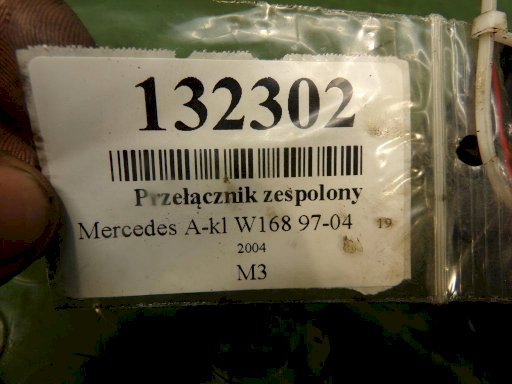 132302
Przełącznik zespolony
Mercedes A-kl W168 97-04 19
2004
M3